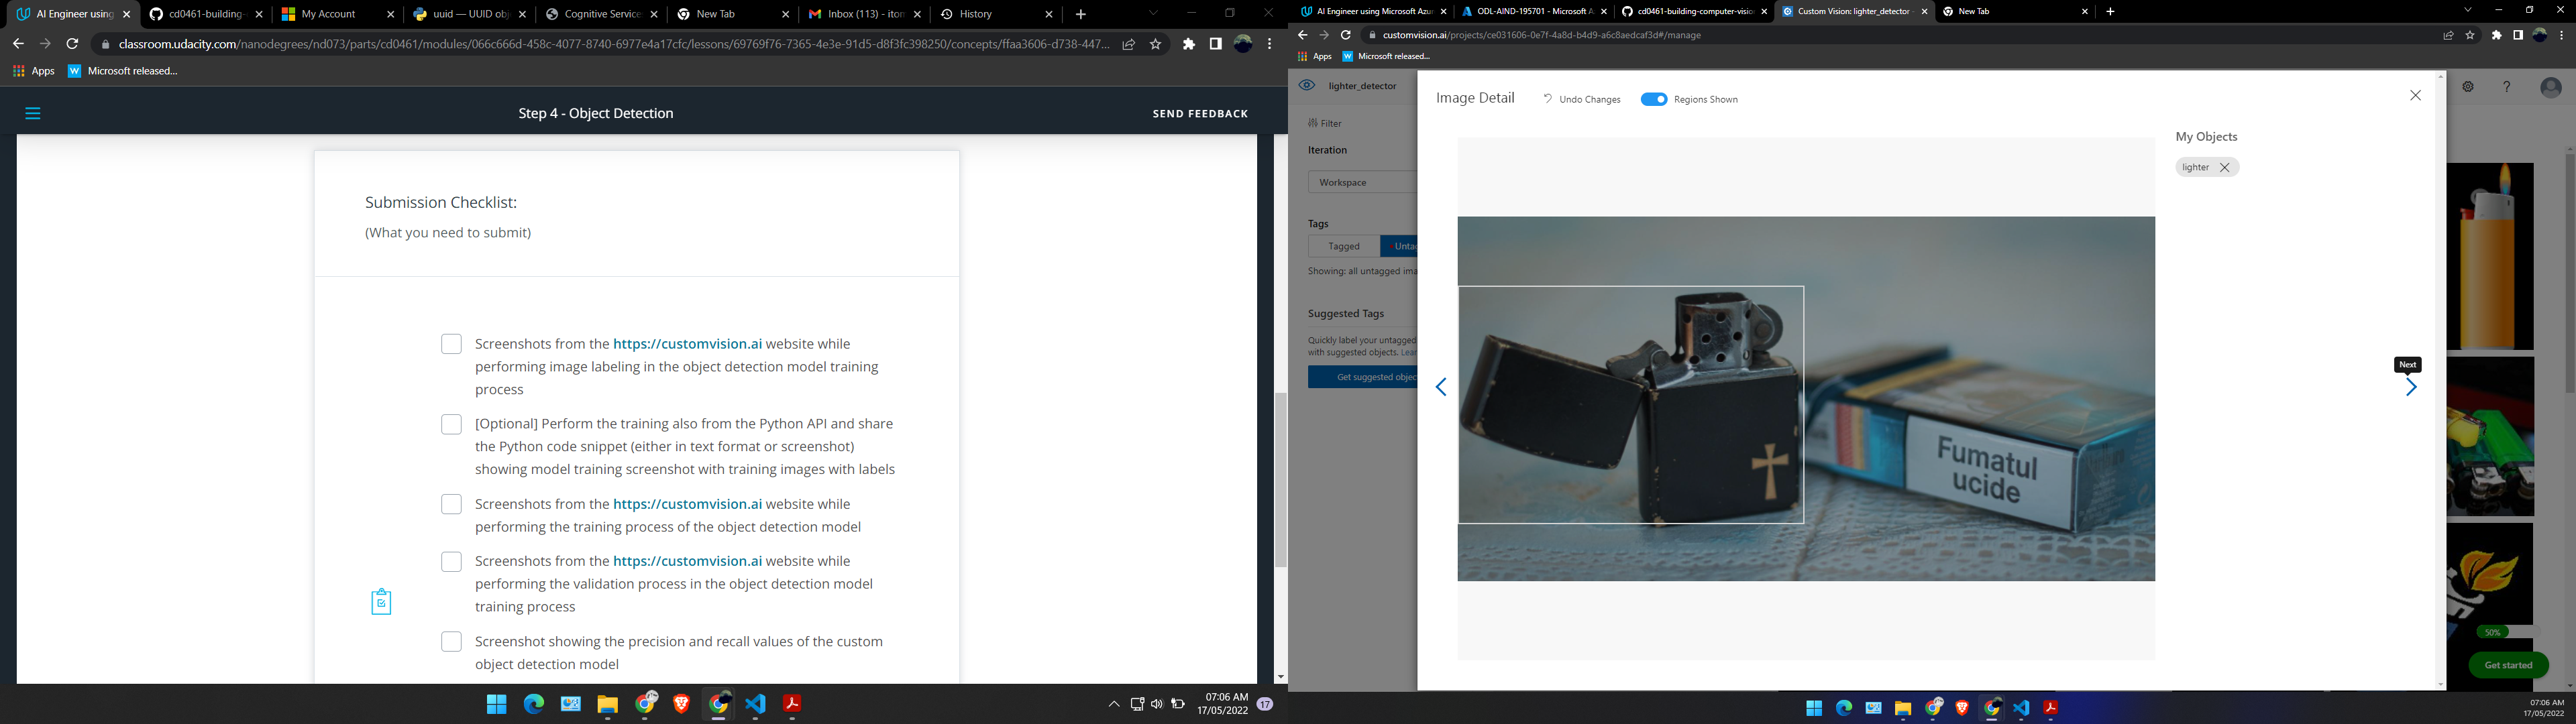 AI Engineer using
cd0461-building-
My Account
uuid — UUID obj
Cognitive Service
New Tab
Inbox (113) - itom
History
classroom.udacity.com/nanodegrees/nd073/parts/cd0461/modules/066c666d-458c-4077-8740-6977e4a17cfc/lessons/69769f76-7365-4e3e-91d5-d8f3fc398250/concepts/ffaa3606-d738-447...
Apps
Microsoft released...
Step 4 - Object Detection
SEND FEEDBACK
Submission Checklist:
(What you need to submit)
Screenshots from the https://customvision.ai website while
performing image labeling in the object detection model training
process
[Optional] Perform the training also from the Python API and share
the Python code snippet (either in text format or screenshot)
showing model training screenshot with training images with labels
Screenshots from the https://customvision.ai website while
performing the training process of the object detection model
Screenshots from the https://customvision.ai website while
performing the validation process in the object detection model
training process
Screenshot showing the precision and recall values of the custom
object detection model
07:06 AM
17/05/2022
17
AI Engineer using Microsoft Azur
ODL-AIND-195701 - Microsoft A
cd0461-building-computer-visio
Custom Vision: lighter_detector -
New Tab
customvision.ai/projects/ce031606-0e7f-4a8d-b4d9-a6c8aedcaf3d#/manage
Apps
Microsoft released...
lighter_detector
?
Filter
Iteration
Workspace
Tags
Tagged
Untag
Showing: all untagged ima
Suggested Tags
Quickly label your untagged
with suggested objects. Lear
Get suggested objec
Image Detail
Undo Changes
Regions Shown
My Objects
lighter
Fumatul
ucide
Next
50%
Get started
07:06 AM
17/05/2022